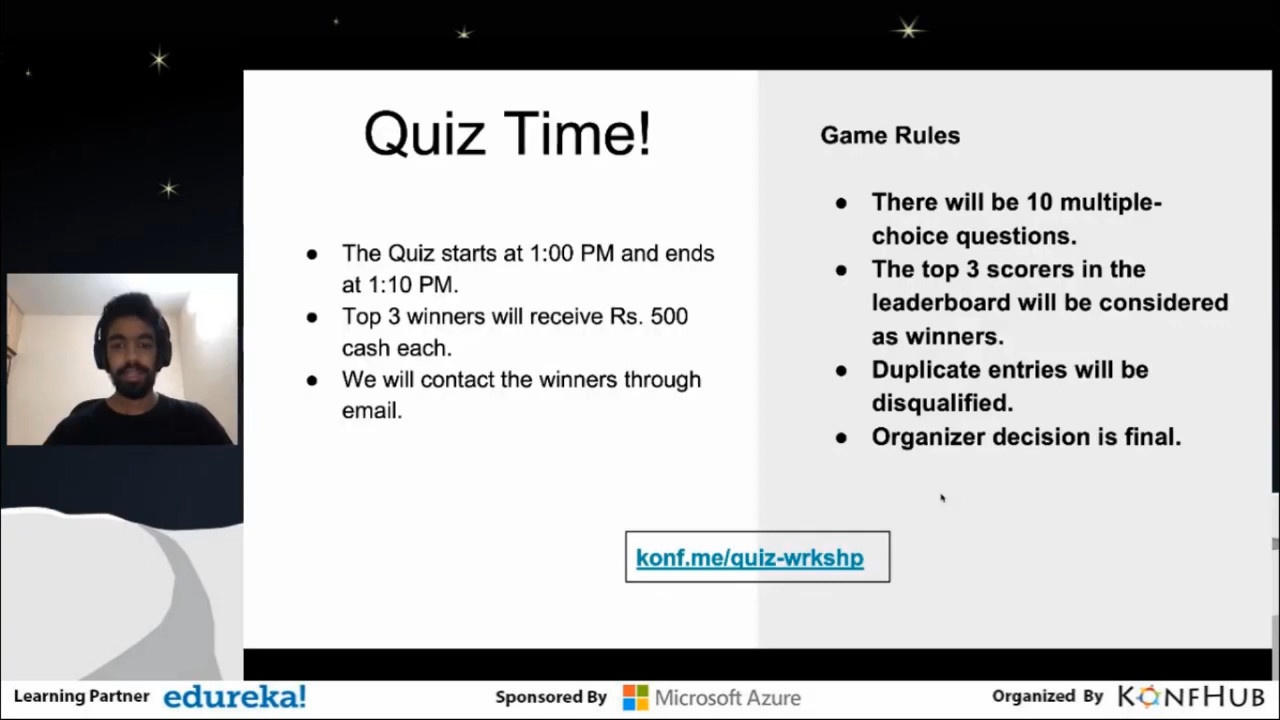 Quiz Time!
● The Quiz starts at 1:00 PM and ends
at 1:10 PM.
● Top 3 winners will receive Rs. 500
cash each.
● We will contact the winners through
email.
Game Rules
● There will be 10 multiple-
choice questions.
● The top 3 scorers in the
leaderboard will be considered
as winners.
● Duplicate entries will be
disqualified.
● Organizer decision is final.
konf.me/quiz-wrkshp
Learning Partner edureka!
Sponsored By Microsoft Azure
Organized By KONFHUB